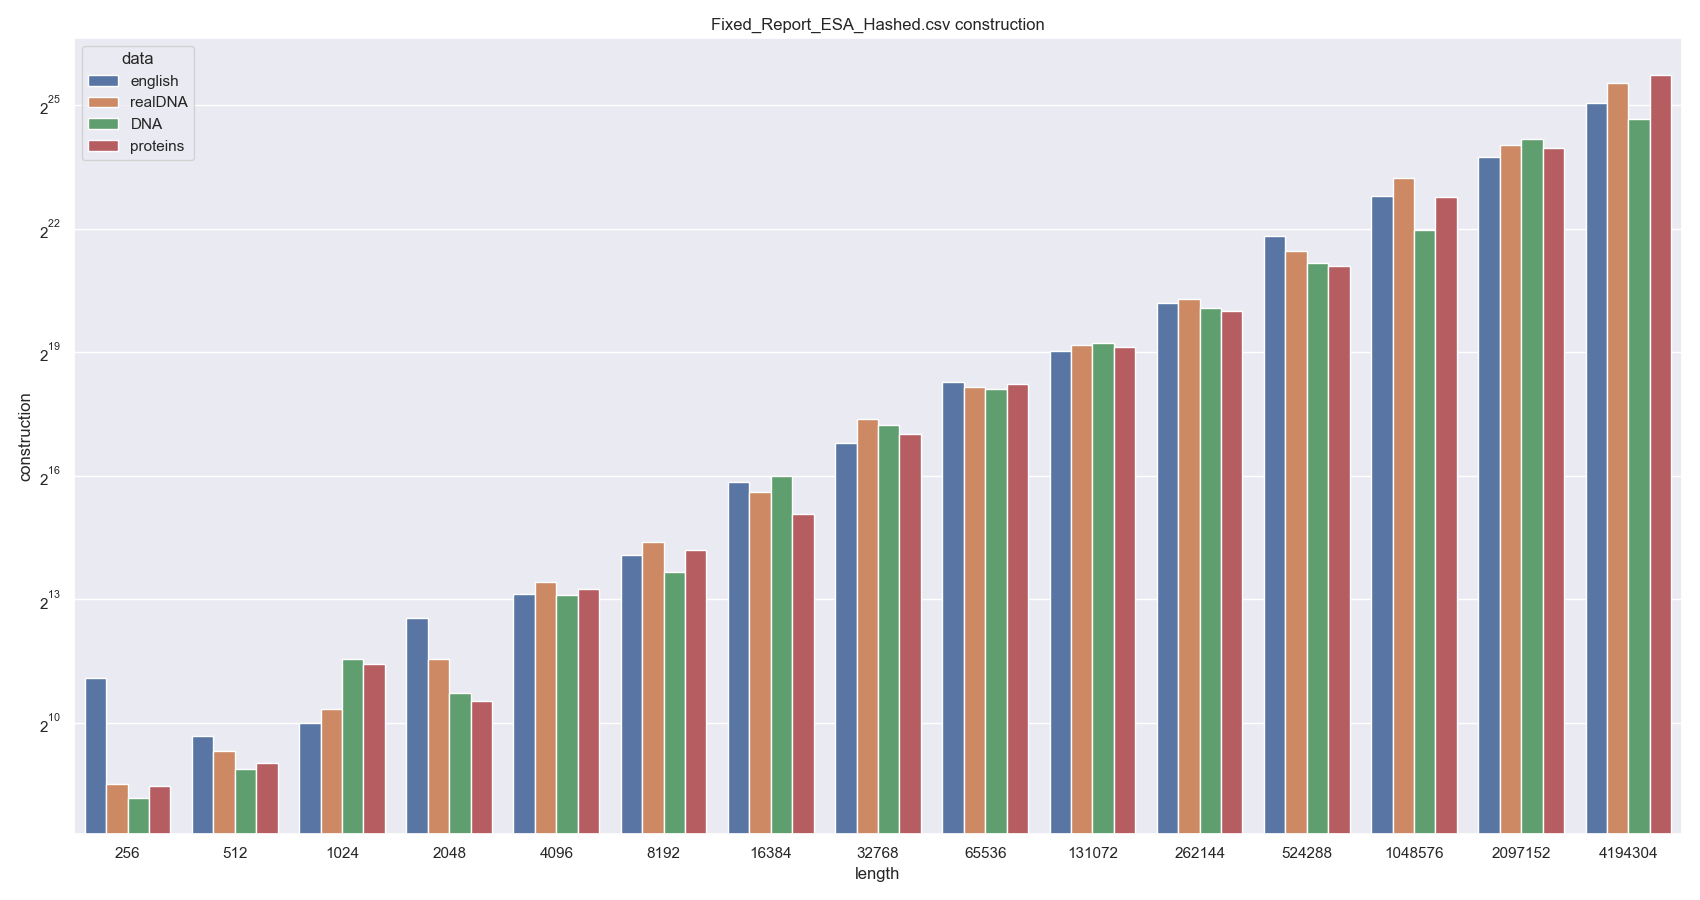 Fixed_Report_ESA_Hashed.csv construction
data
english
realDNA
DNA
proteins
2^25
2^22
2^19
2^16
2^13
2^10
construction
256 512 1024 2048 4096 8192 16384 32768 65536 131072 262144 524288 1048576 2097152 4194304
length